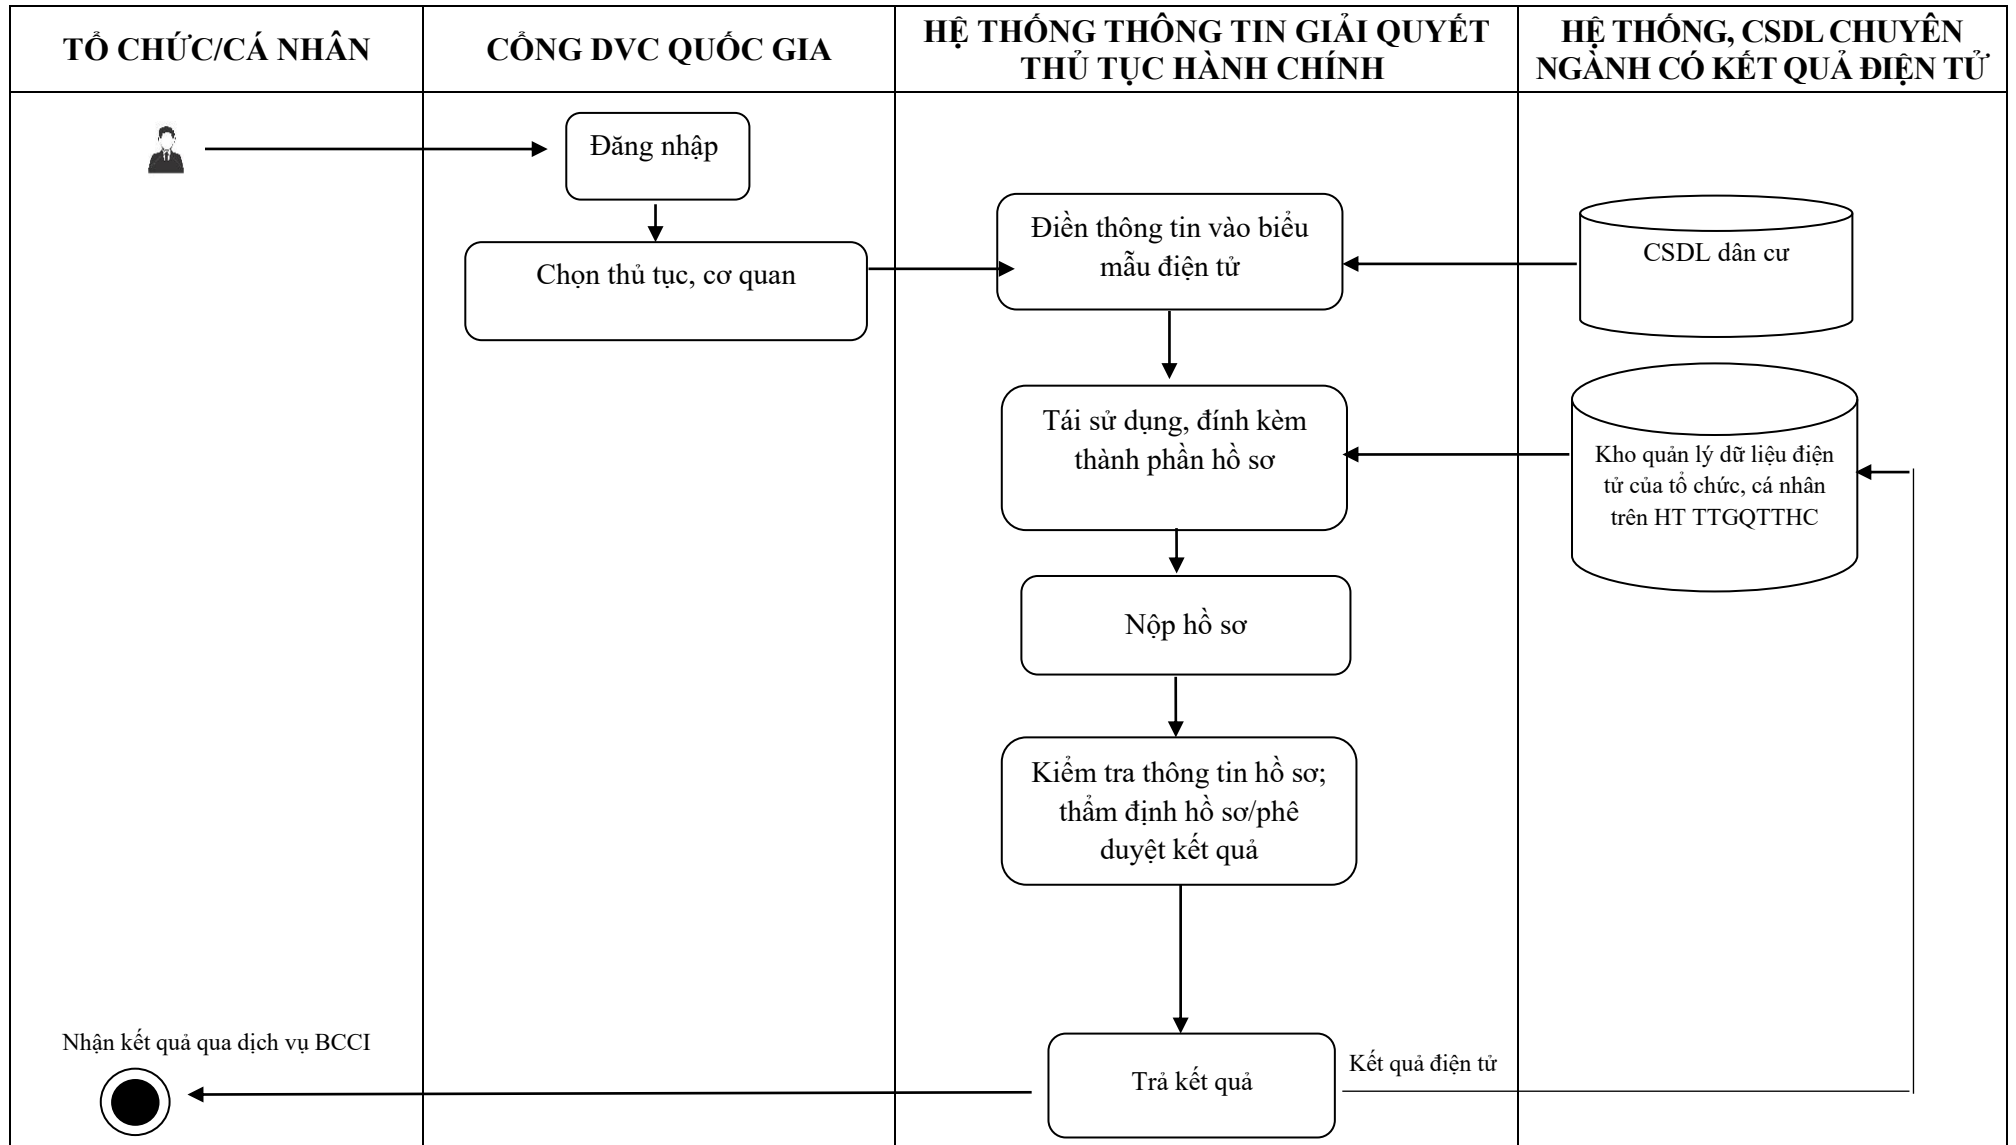 TỔ CHỨC/CÁ NHÂN
CỔNG DVC QUỐC GIA
HỆ THỐNG THÔNG TIN GIẢI QUYẾT
THỦ TỤC HÀNH CHÍNH
HỆ THỐNG, CSDL CHUYÊN
NGÀNH CÓ KẾT QUẢ ĐIỆN TỬ
Đăng nhập
Chọn thủ tục, cơ quan
Điền thông tin vào biểu
mẫu điện tử
CSDL dân cư
Tái sử dụng, đính kèm
thành phần hồ sơ
Kho quản lý dữ liệu điện
tử của tổ chức, cá nhân
trên HT TTGQTTHC
Nộp hồ sơ
Kiểm tra thông tin hồ sơ;
thẩm định hồ sơ/phê
duyệt kết quả
Nhận kết quả qua dịch vụ BCCI
Trả kết quả
Kết quả điện tử